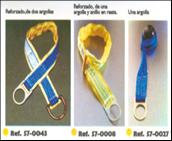 Reforzado,de dos argollas
Reforzado, de una
argolla y anillo en reata.
Una argolla
Ref. 57-0043
Ref. 57-0008
Ref. 57-0027